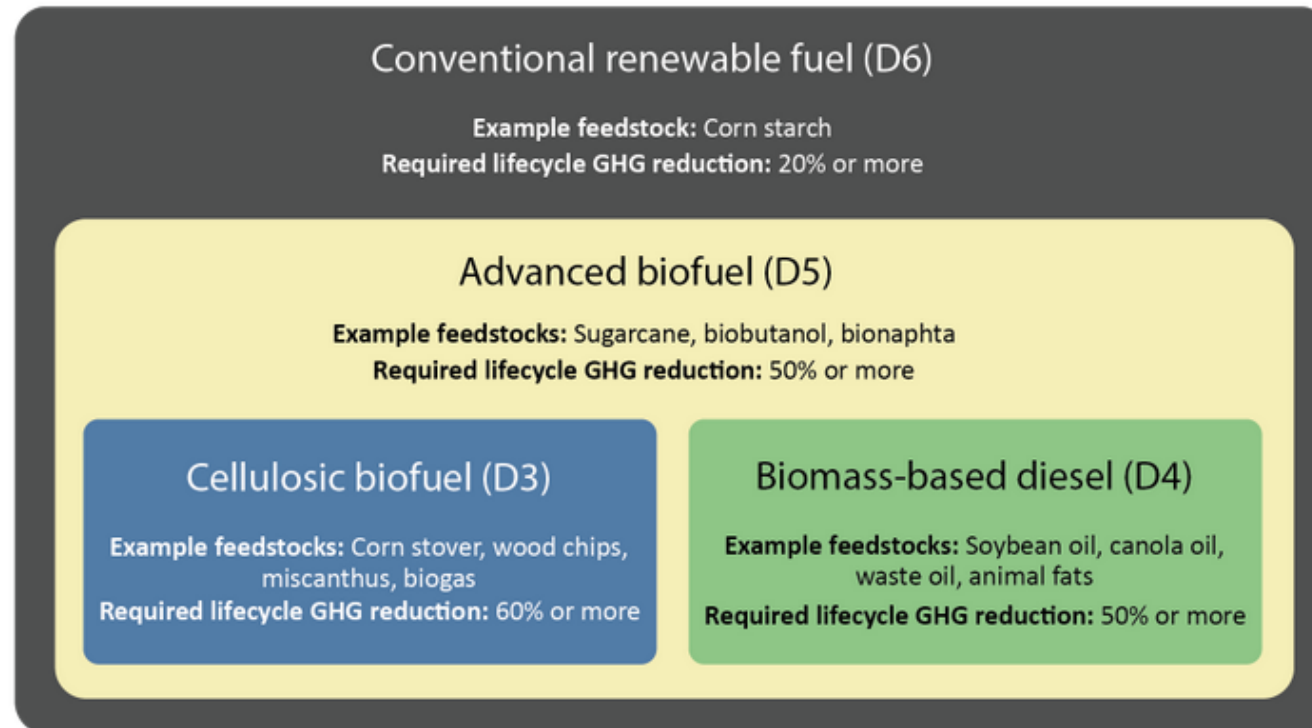 Conventional renewable fuel (D6)
Example feedstock: Corn starch
Required lifecycle GHG reduction: 20% or more
Advanced biofuel (D5)
Example feedstocks: Sugarcane, biobutanol, bionaphta
Required lifecycle GHG reduction: 50% or more
Cellulosic biofuel (D3)
Example feedstocks: Corn stover, wood chips,
miscanthus, biogas
Required lifecycle GHG reduction: 60% or more
Biomass-based diesel (D4)
Example feedstocks: Soybean oil, canola oil,
waste oil, animal fats
Required lifecycle GHG reduction: 50% or more